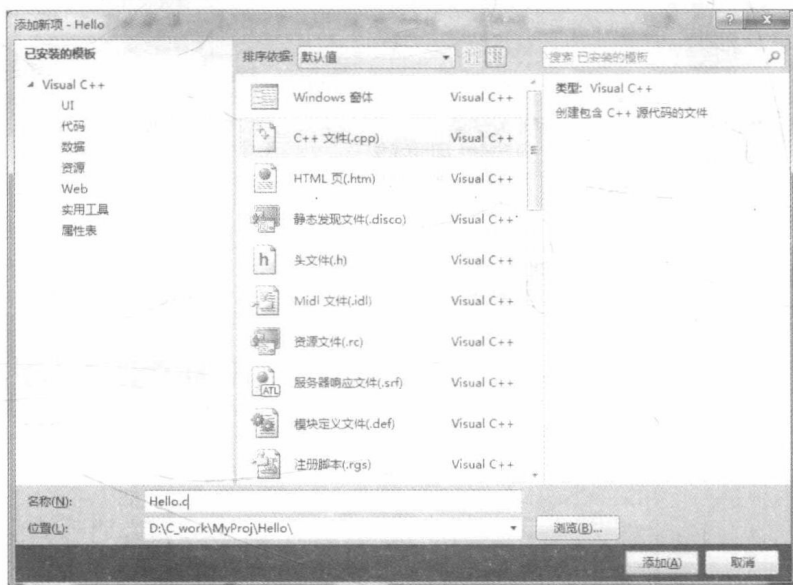 添加新项 - Hello
已安装的模板
排序依据: 默认值
搜索 已安装的模板
Visual C++
UI
代码
数据
资源
Web
实用工具
属性表
Windows 窗体 Visual C++
C++ 文件(.cpp) Visual C++
HTML 页(.htm) Visual C++
静态发现文件(.disco) Visual C++
头文件(.h) Visual C++
Midl 文件(.idl) Visual C++
资源文件(.rc) Visual C++
服务器响应文件(.srf) Visual C++
模块定义文件(.def) Visual C++
注册脚本(.rgs) Visual C++
类型: Visual C++
创建包含 C++ 源代码的文件
名称(N): Hello.c
位置(L): D:\C_work\MyProj\Hello\
浏览(B)...
添加(A)
取消